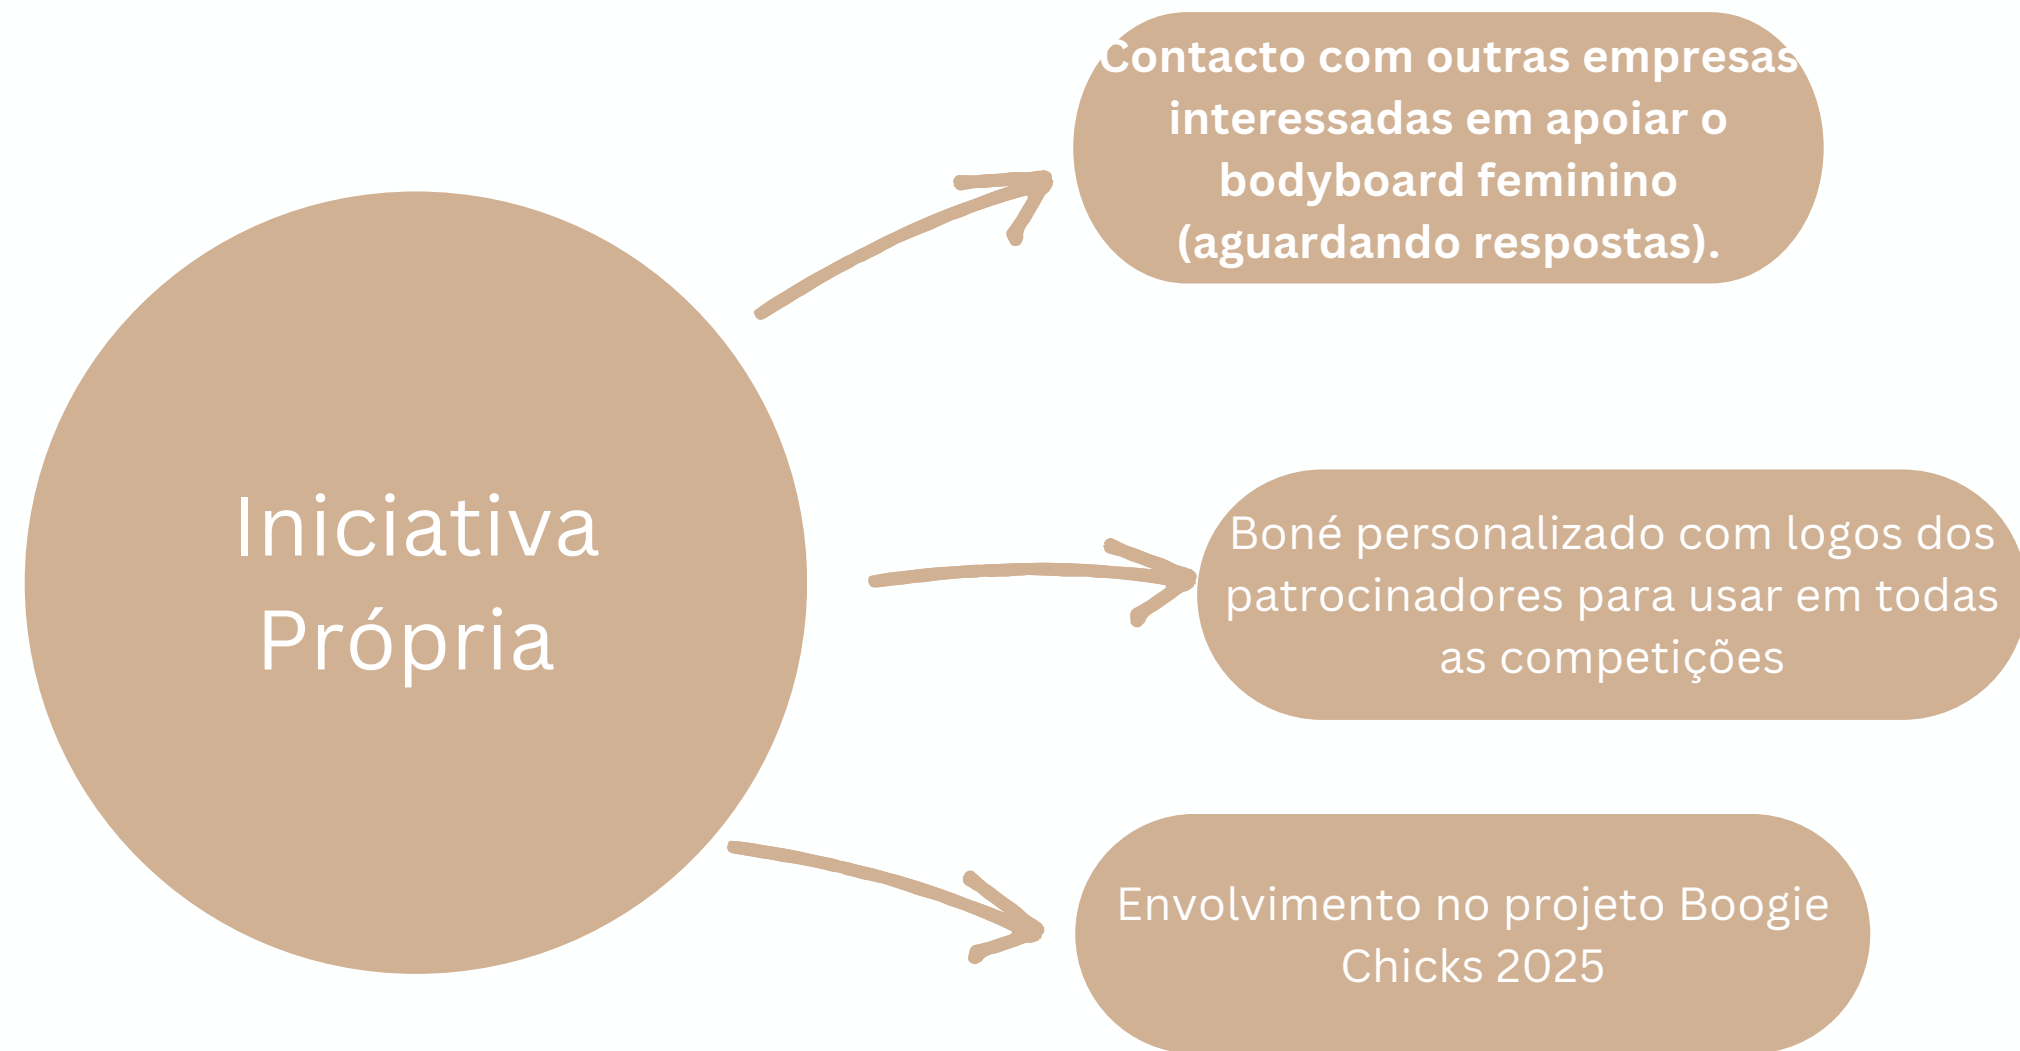 Iniciativa
Própria
Contacto com outras empresas
interessadas em apoiar o
bodyboard feminino
(aguardando respostas).
Boné personalizado com logos dos
patrocinadores para usar em todas
as competições
Envolvimento no projeto Boogie
Chicks 2025